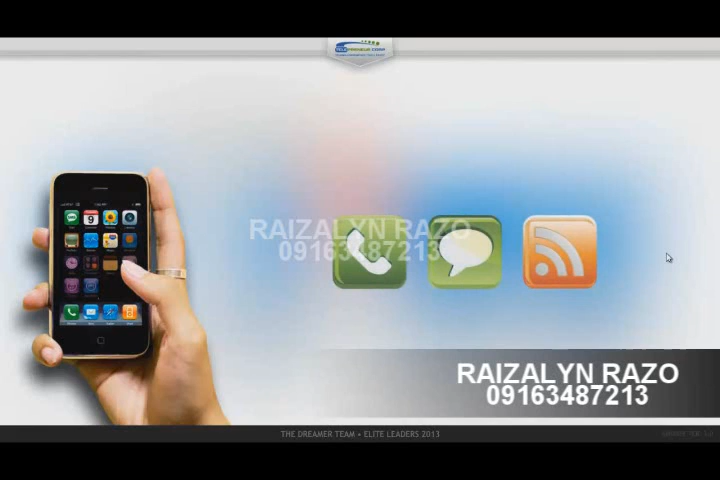 RAIZALYN RAZO
09163487213
RAIZALYN RAZO
09163487213
THE DREAMER TEAM • ELITE LEADERS 2013